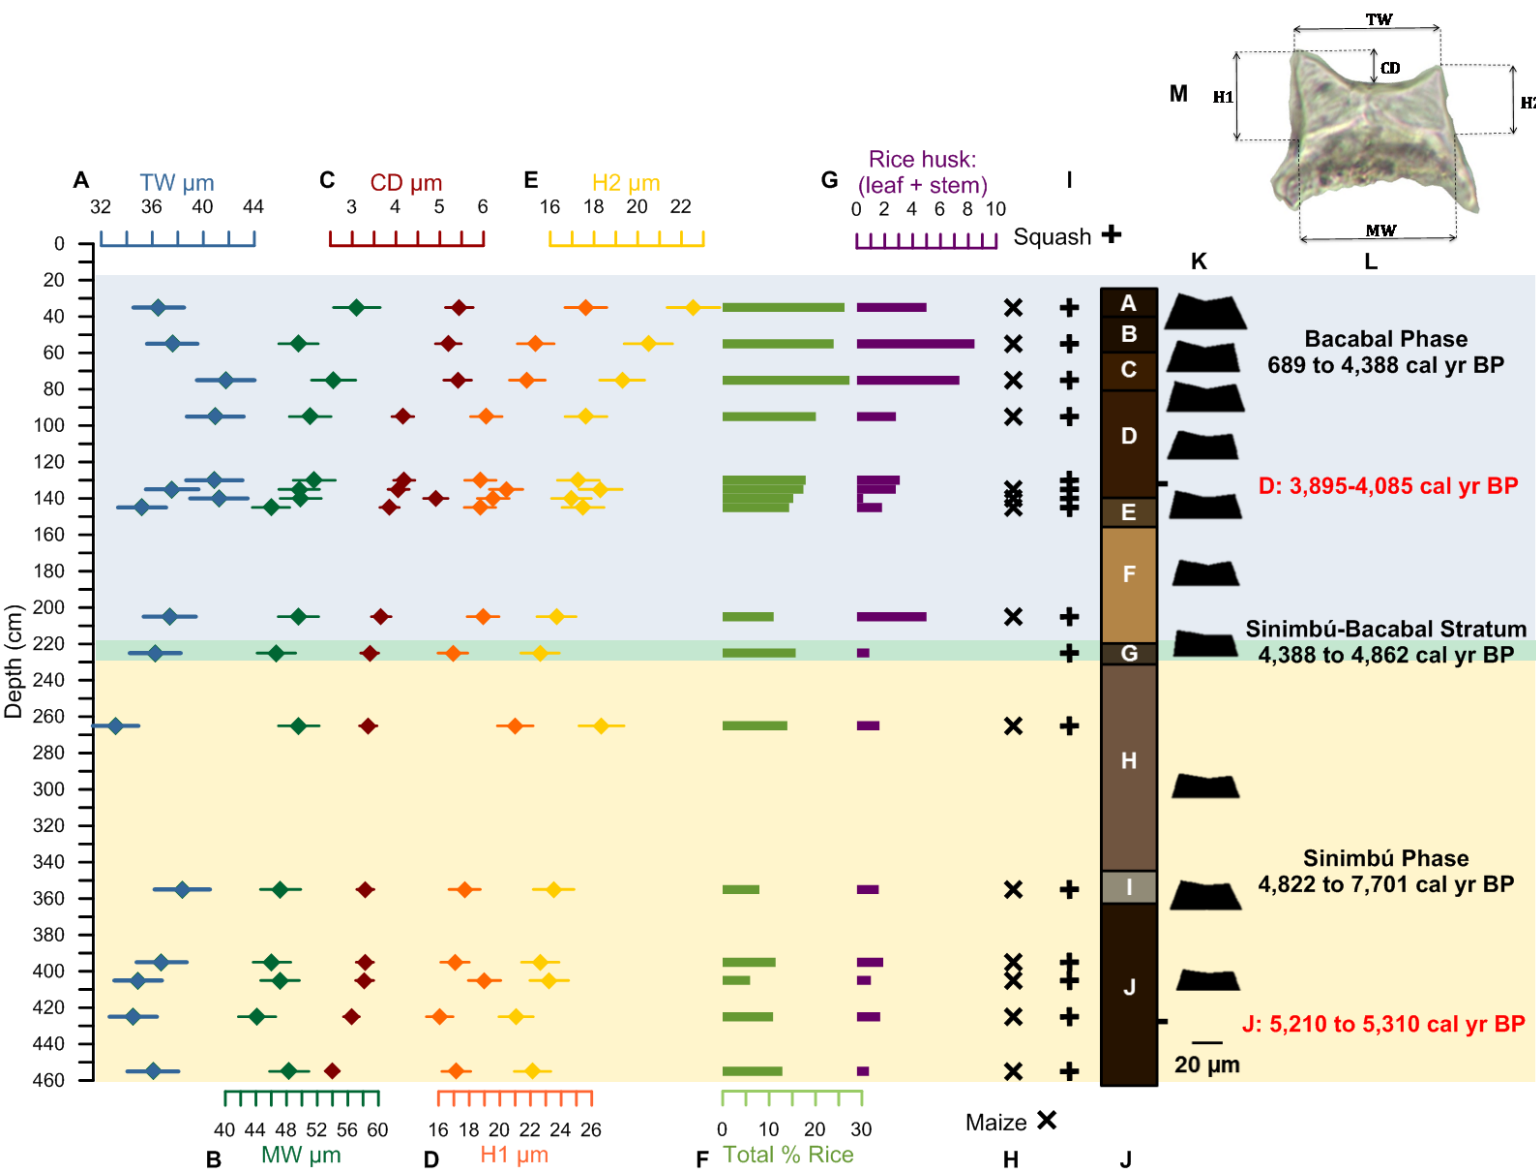 TW
CD
M
H1
H2
MW
A
TW µm
C
CD µm
E
H2 µm
G
Rice husk:
(leaf + stem)
I
32 36 40 44
3 4 5 6
16 18 20 22
0 2 4 6 8 10
Squash
K
L
Depth (cm)
0
20
40
60
80
100
120
140
160
180
200
220
240
260
280
300
320
340
360
380
400
420
440
460
A
B
C
D
E
F
G
H
I
J
Bacabal Phase
689 to 4,388 cal yr BP
D: 3,895-4,085 cal yr BP
Sinimbú-Bacabal Stratum
4,388 to 4,862 cal yr BP
Sinimbú Phase
4,822 to 7,701 cal yr BP
J: 5,210 to 5,310 cal yr BP
20 µm
40 44 48 52 56 60
16 18 20 22 24 26
0 10 20 30
Maize
B
MW µm
D
H1 µm
F
Total % Rice
H
J